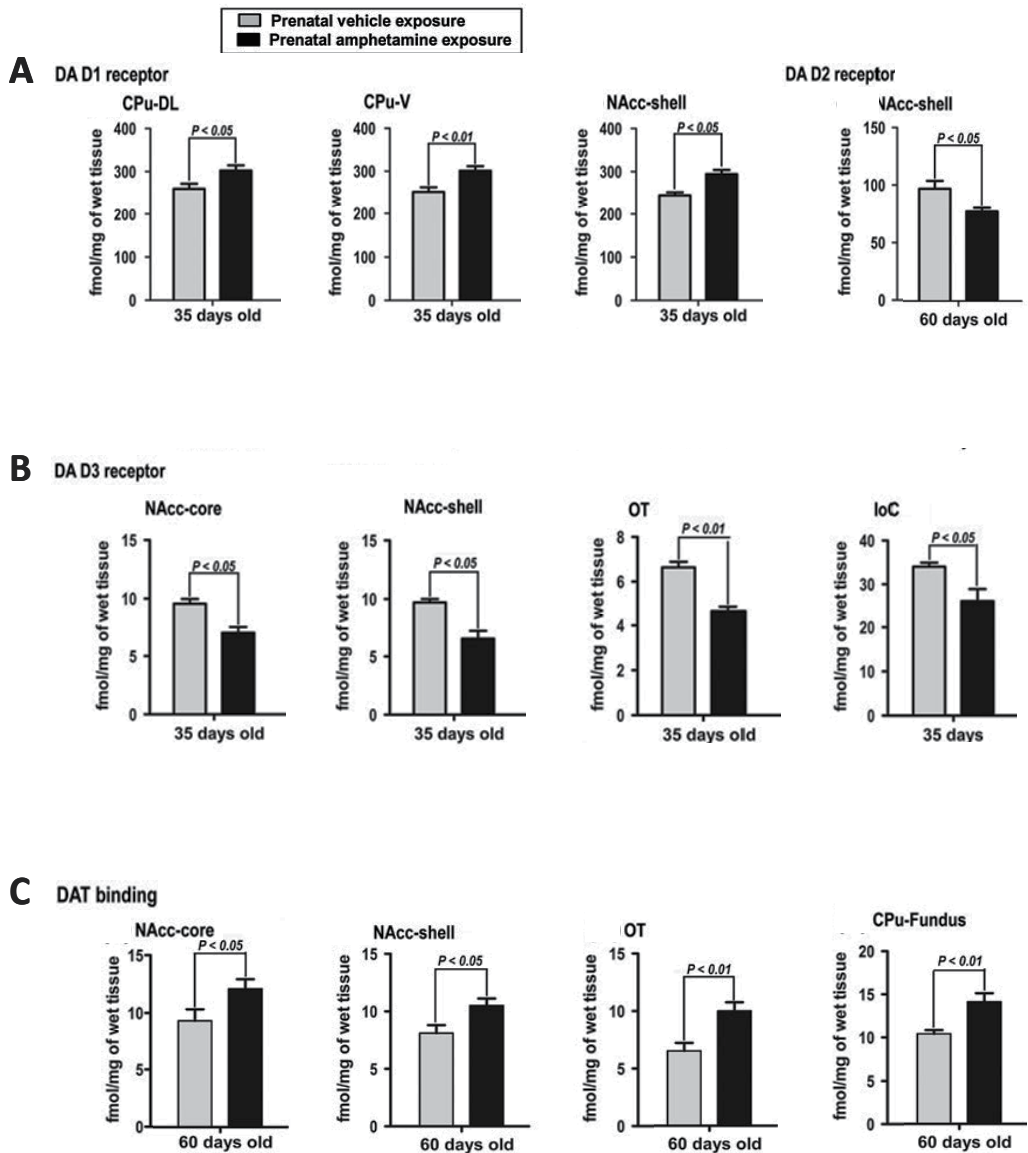 Prenatal vehicle exposure
Prenatal amphetamine exposure
A
DA D1 receptor
DA D2 receptor
CPu-DL
fmol/mg of wet tissue
400
300
200
100
0
P < 0.05
35 days old
CPu-V
fmol/mg of wet tissue
400
300
200
100
0
P < 0.01
35 days old
NAcc-shell
fmol/mg of wet tissue
400
300
200
100
0
P < 0.05
35 days old
NAcc-shell
fmol/mg of wet tissue
150
100
50
0
P < 0.05
60 days old
B
DA D3 receptor
NAcc-core
fmol/mg of wet tissue
15
10
5
0
P < 0.05
35 days old
NAcc-shell
fmol/mg of wet tissue
15
10
5
0
P < 0.05
35 days old
OT
fmol/mg of wet tissue
8
6
4
2
0
P < 0.01
35 days old
IoC
fmol/mg of wet tissue
40
30
20
10
0
P < 0.05
35 days
C
DAT binding
NAcc-core
fmol/mg of wet tissue
15
10
5
0
P < 0.05
60 days old
NAcc-shell
fmol/mg of wet tissue
15
10
5
0
P < 0.05
60 days old
OT
fmol/mg of wet tissue
15
10
5
0
P < 0.01
60 days old
CPu-Fundus
fmol/mg of wet tissue
20
15
10
5
0
P < 0.01
60 days old